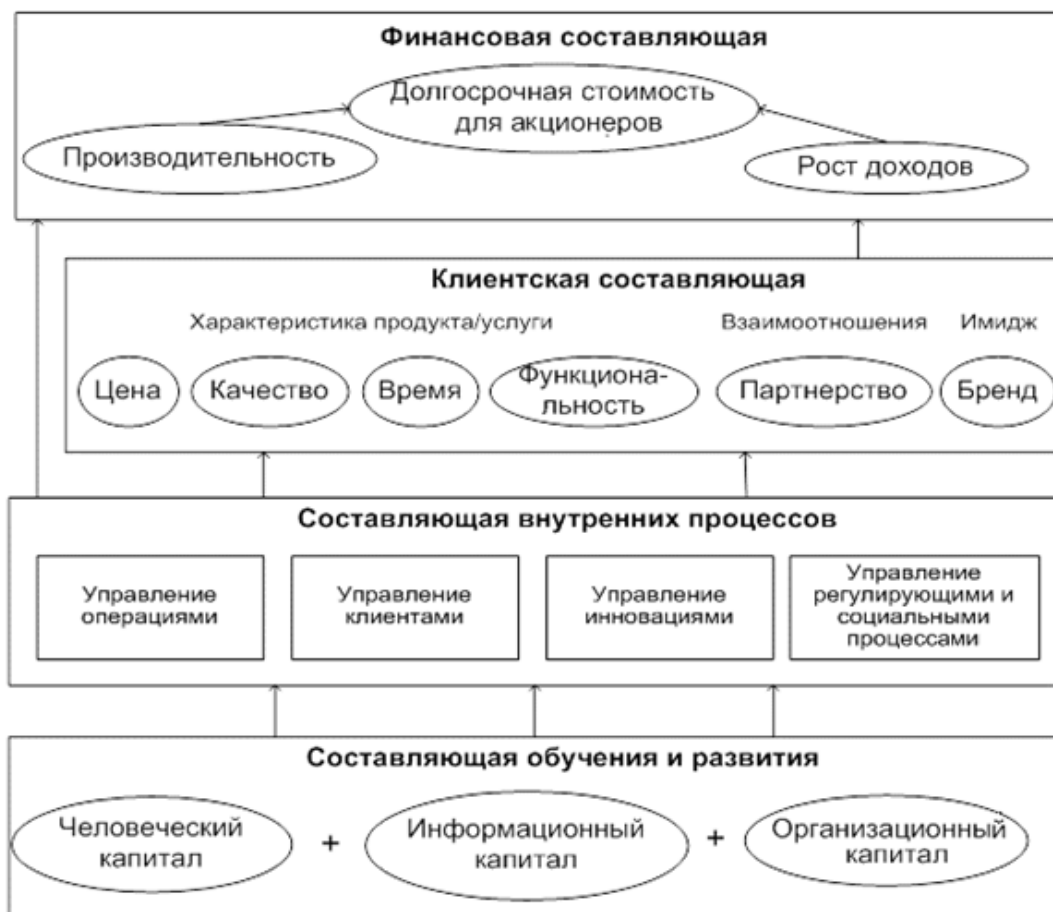 Финансовая составляющая
Долгосрочная стоимость
для акционеров
Производительность
Рост доходов
Клиентская составляющая
Характеристика продукта/услуги
Взаимоотношения
Имидж
Цена
Качество
Время
Функциона-
льность
Партнерство
Бренд
Составляющая внутренних процессов
Управление
операциями
Управление
клиентами
Управление
инновациями
Управление
регулирующими и
социальными
процессами
Составляющая обучения и развития
Человеческий
капитал
+
Информационный
капитал
+
Организационный
капитал